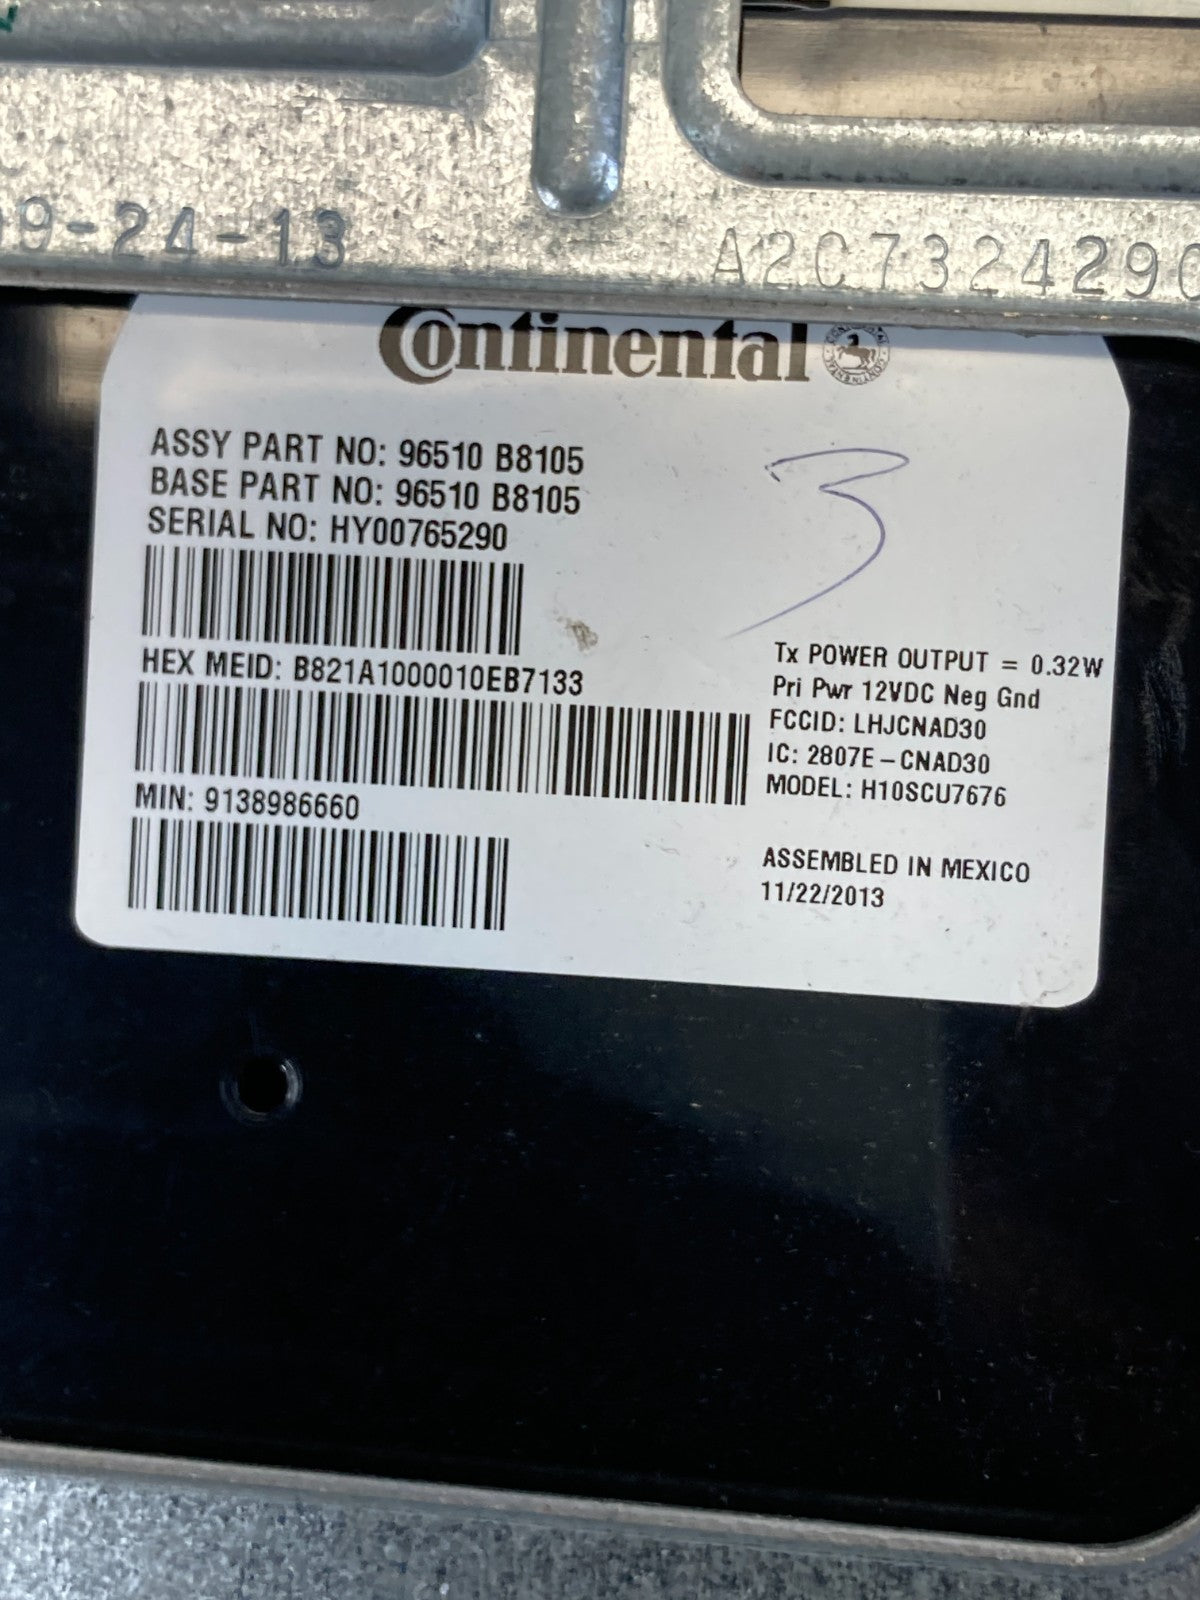 09-24-13
A2C7324290
Continental
ASSY PART NO: 96510 B8105
BASE PART NO: 96510 B8105
SERIAL NO: HY00765290
3
HEX MEID: B821A1000010EB7133
MIN: 9138986660
Tx POWER OUTPUT = 0.32W
Pri Pwr 12VDC Neg Gnd
FCCID: LHJCNAD30
IC: 2807E-CNAD30
MODEL: H10SCU7676
ASSEMBLED IN MEXICO
11/22/2013